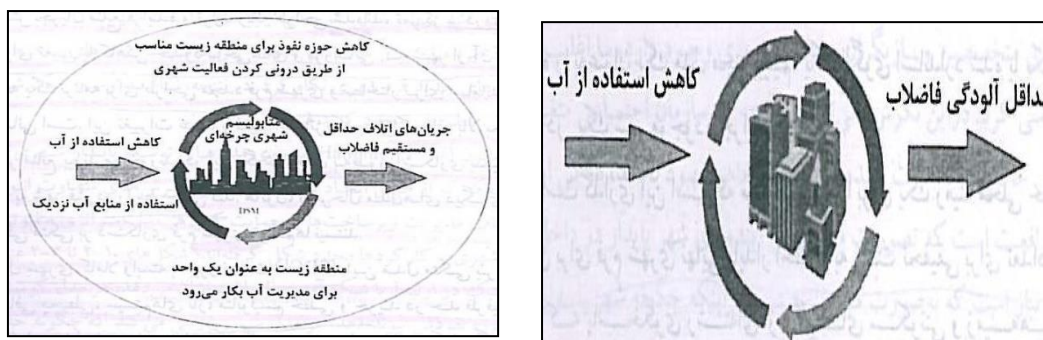 کاهش حوزه نفوذ برای منطقه زیست مناسب
از طریق درونی کردن فعالیت شهری
متابولیسم
شهری چرخه‌ای
کاهش استفاده از آب
استفاده از منابع آب نزدیک
جریان‌های اتلاف حداقل
و مستقیم فاضلاب
منطقه زیست به عنوان یک واحد
برای مدیریت آب بکار می‌رود
کاهش استفاده از آب
حداقل آلودگی فاضلاب